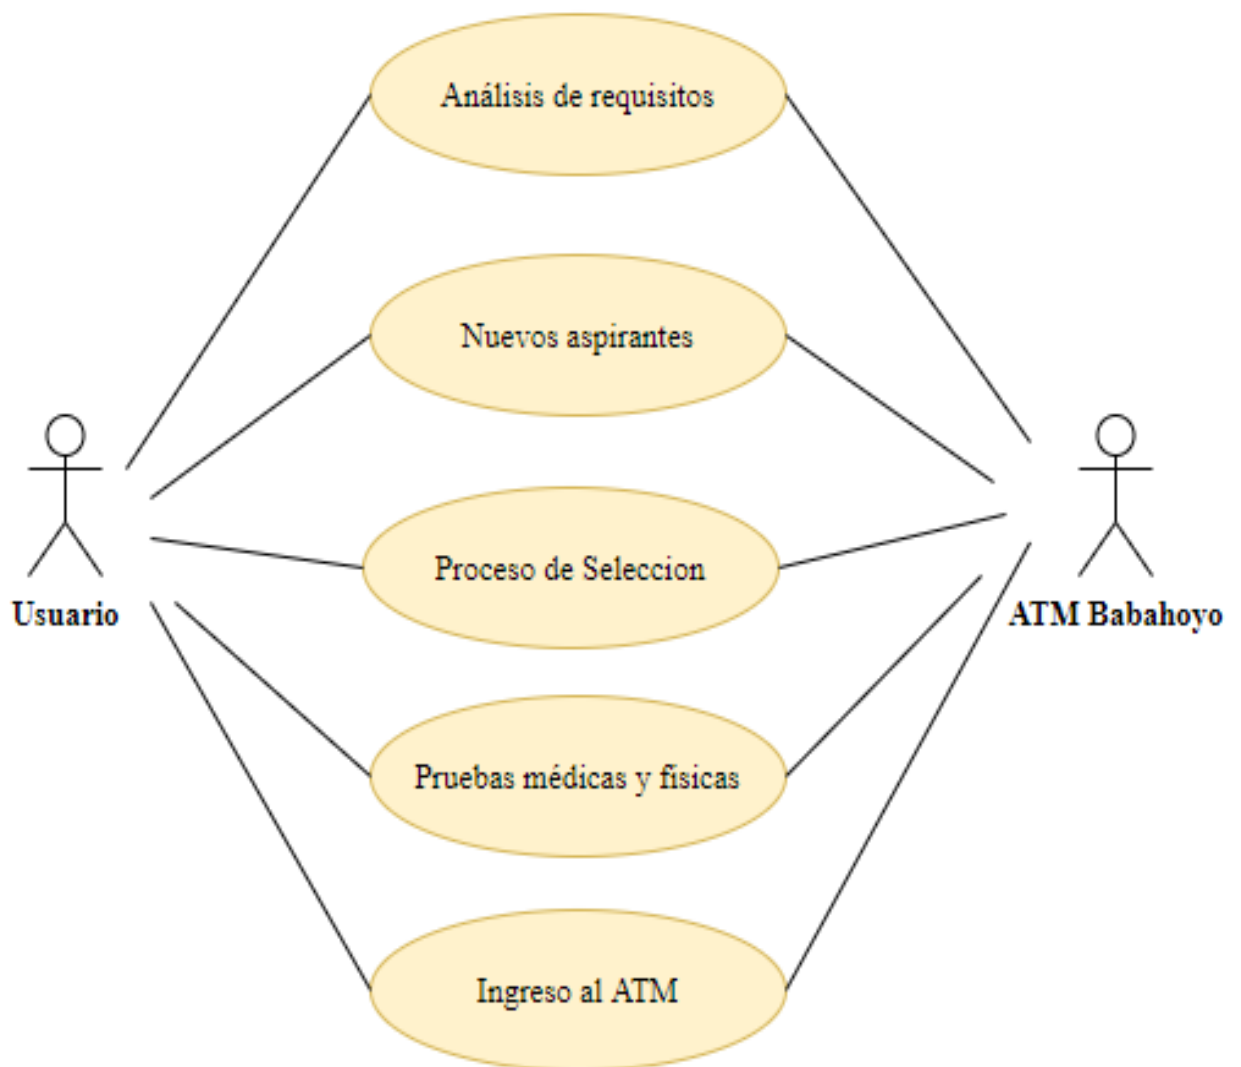 Análisis de requisitos
Nuevos aspirantes
Proceso de Seleccion
Usuario
ATM Babahoyo
Pruebas médicas y físicas
Ingreso al ATM